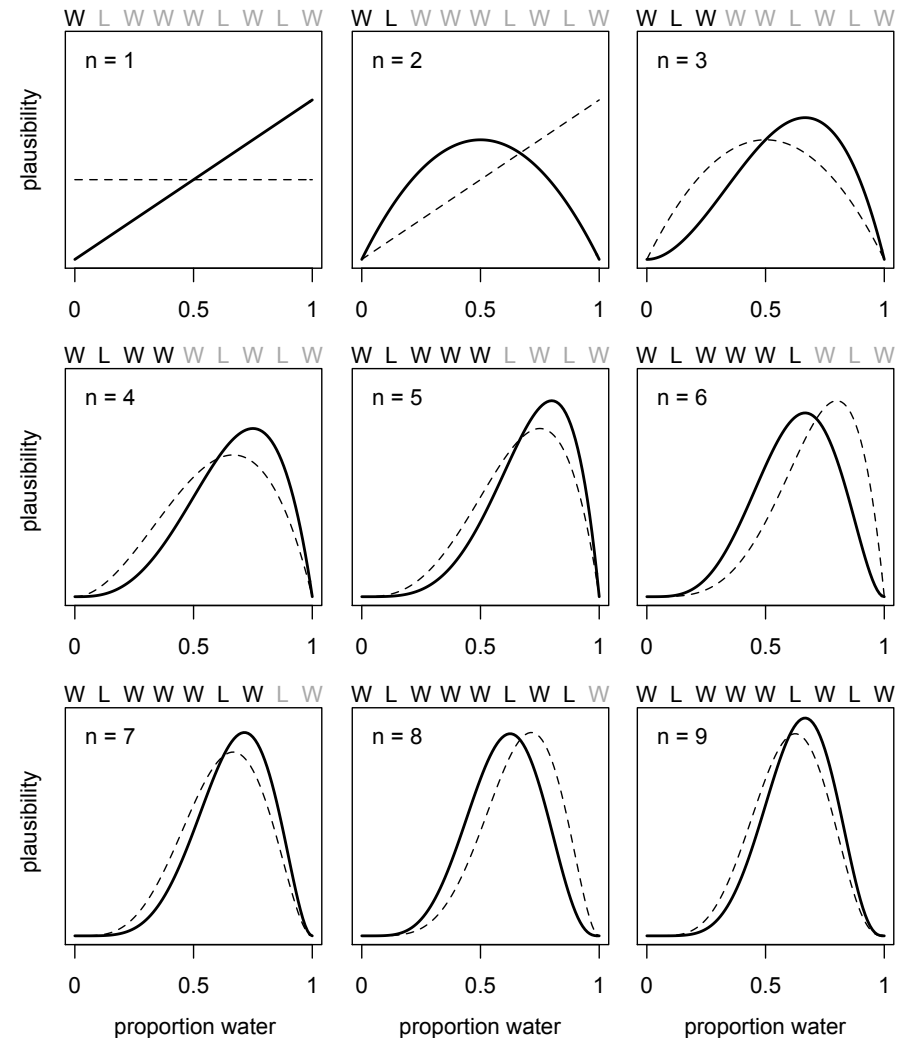 W L W W W L W L W W L W W W L W L W W L W W W L W L W
n = 1 n = 2 n = 3
plausibility
0 0.5 1 0 0.5 1 0 0.5 1
W L W W W L W L W W L W W W L W L W W L W W W L W L W
n = 4 n = 5 n = 6
plausibility
0 0.5 1 0 0.5 1 0 0.5 1
W L W W W L W L W W L W W W L W L W W L W W W L W L W
n = 7 n = 8 n = 9
plausibility
0 0.5 1 0 0.5 1 0 0.5 1
proportion water proportion water proportion water